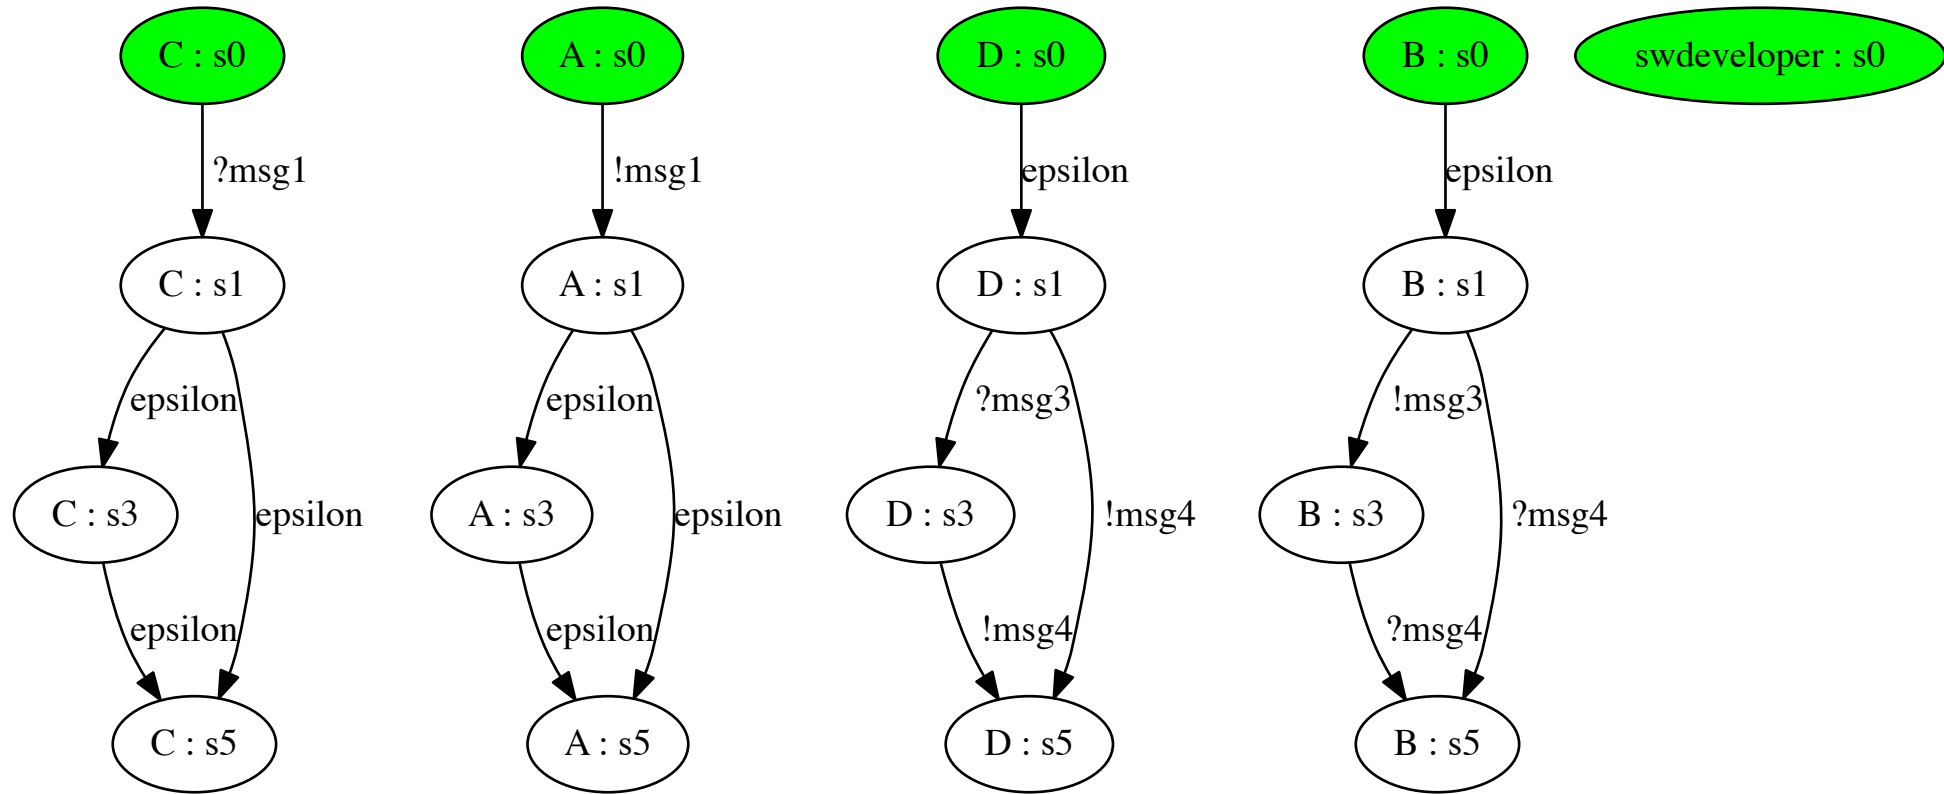 C : s0
A : s0
D : s0
B : s0
swdeveloper : s0
?msg1
!msg1
epsilon
epsilon
C : s1
A : s1
D : s1
B : s1
epsilon
epsilon
?msg3
!msg3
C : s3
epsilon
A : s3
epsilon
D : s3
!msg4
B : s3
?msg4
epsilon
epsilon
!msg4
?msg4
C : s5
A : s5
D : s5
B : s5